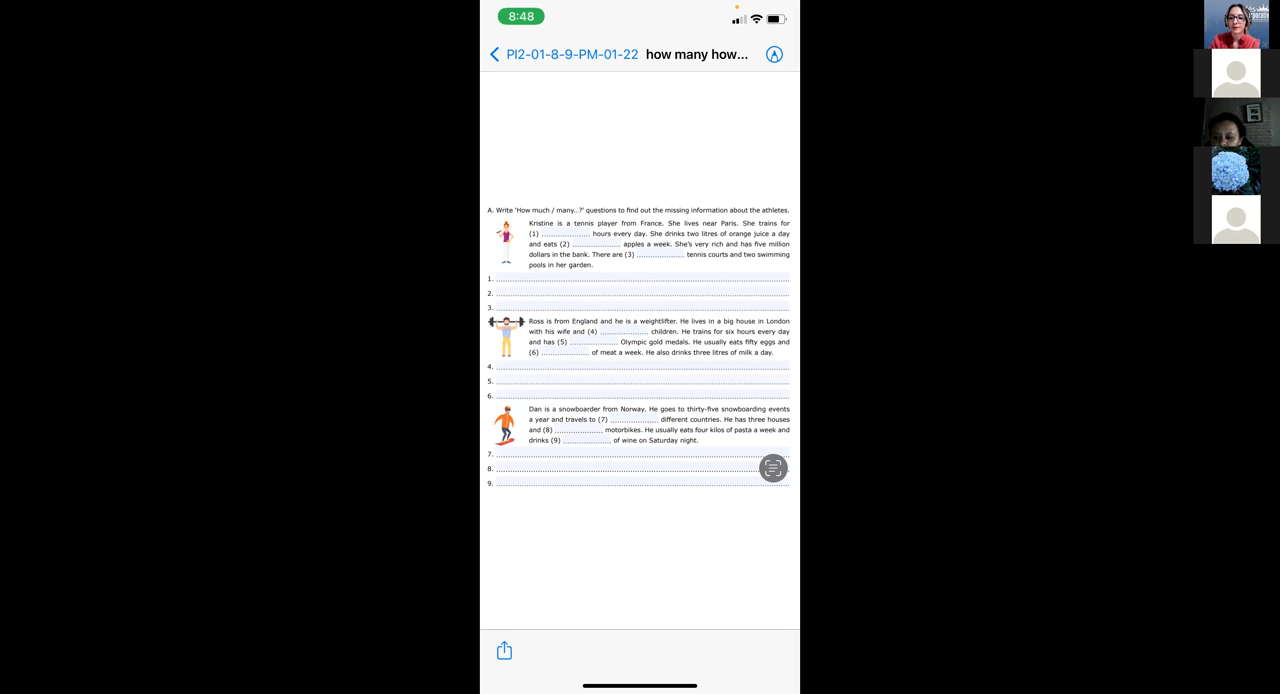 8:48
PI2-01-8-9-PM-01-22 how many how...
A. Write 'How much / many...?' questions to find out the missing information about the athletes.
Kristine is a tennis player from France. She lives near Paris. She trains for
(1) ..................... hours every day. She drinks two litres of orange juice a day
and eats (2) ..................... apples a week. She's very rich and has five million
dollars in the bank. There are (3) ..................... tennis courts and two swimming
pools in her garden.
1.
2.
3.
Ross is from England and he is a weightlifter. He lives in a big house in London
with his wife and (4) ..................... children. He trains for six hours every day
and has (5) ..................... Olympic gold medals. He usually eats fifty eggs and
(6) ..................... of meat a week. He also drinks three litres of milk a day.
4.
5.
6.
Dan is a snowboarder from Norway. He goes to thirty-five snowboarding events
a year and travels to (7) ..................... different countries. He has three houses
and (8) ..................... motorbikes. He usually eats four kilos of pasta a week and
drinks (9) ..................... of wine on Saturday night.
7.
8.
9.